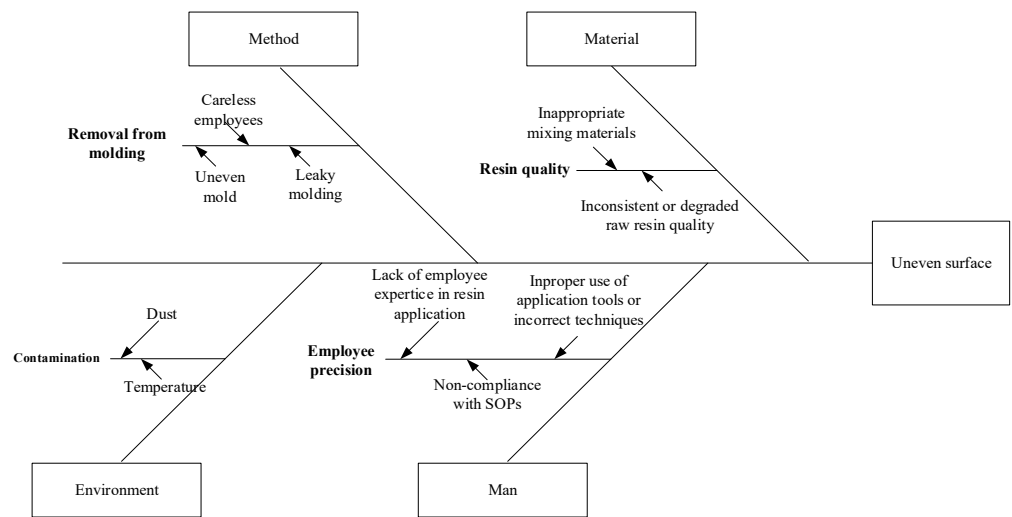 Method
Material
Careless
employees
Removal from
molding
Uneven
mold
Leaky
molding
Inappropriate
mixing materials
Resin quality
Inconsistent or degraded
raw resin quality
Uneven surface
Lack of employee
expertice in resin
application
Inproper use of
application tools or
incorrect techniques
Dust
Contamination
Temperature
Employee
precision
Non-compliance
with SOPs
Environment
Man